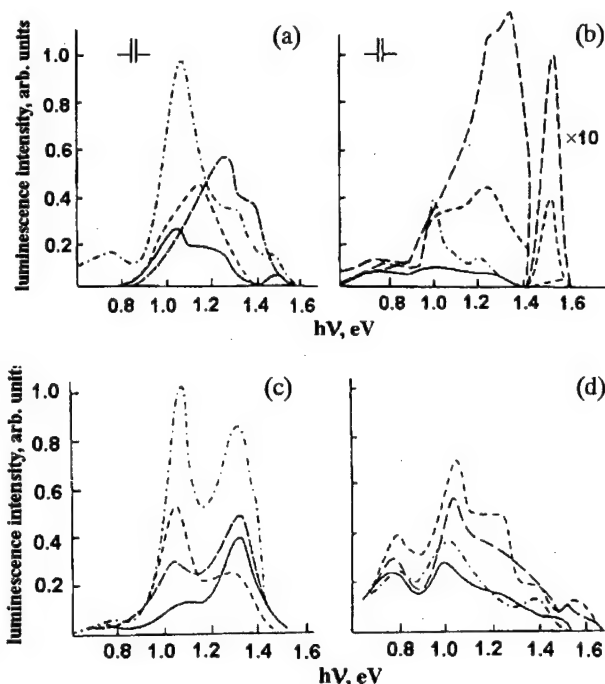 (a)
(b)
luminescence intensity, arb. units
1.0
0.8
0.6
0.4
0.2
×10
0.8 1.0 1.2 1.4 1.6
0.8 1.0 1.2 1.4 1.6
hν, eV
(c)
(d)
luminescence intensity, arb. unit
1.0
0.8
0.6
0.4
0.2
0.8 1.0 1.2 1.4 1.6
0.8 1.0 1.2 1.4 1.6
hν, eV